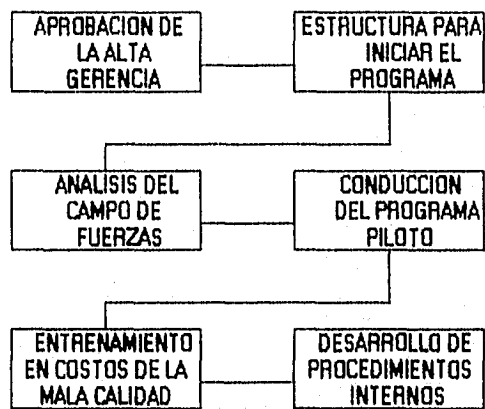 APROBACION DE
LA ALTA
GERENCIA
ESTRUCTURA PARA
INICIAR EL
PROGRAMA
ANALISIS DEL
CAMPO DE
FUERZAS
CONDUCCION
DEL PROGRAMA
PILOTO
ENTRENAMIENTO
EN COSTOS DE LA
MALA CALIDAD
DESARROLLO DE
PROCEDIMIENTOS
INTERNOS